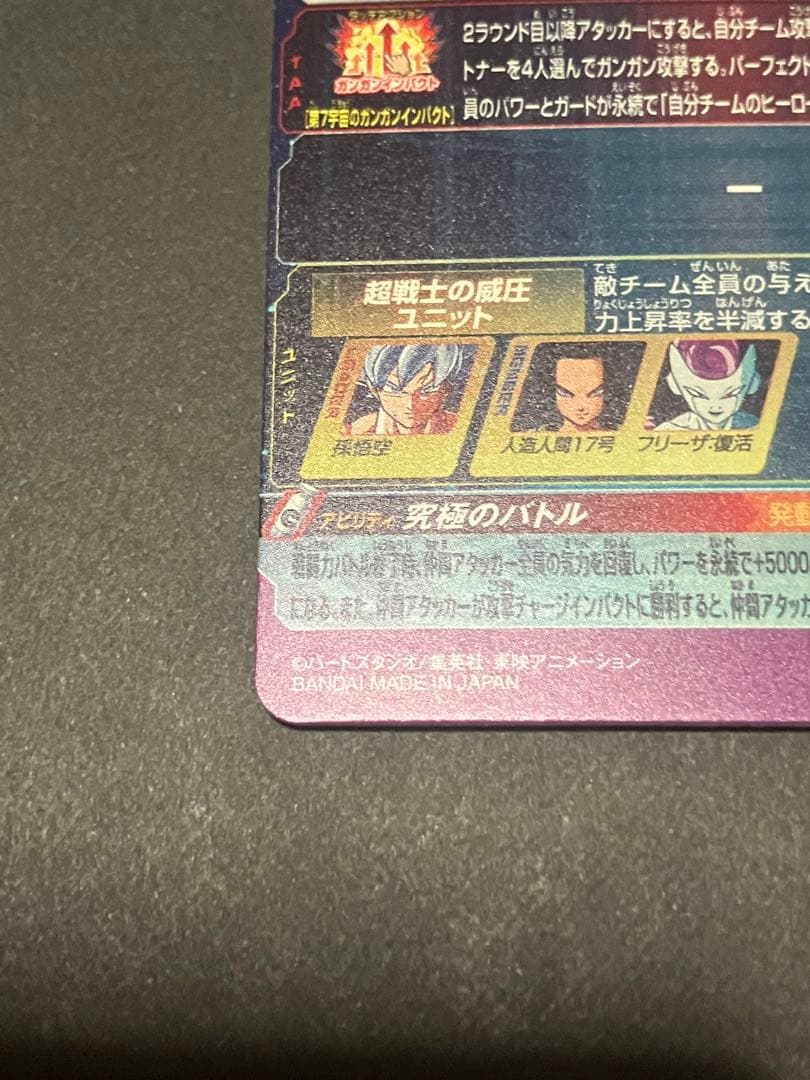 タッチアクション
ガンガンインパクト
[第7宇宙のガンガンインパクト]
TAA
2ラウンド目以降アタッカーにすると、自分チーム攻撃
トナーを4人選んでガンガン攻撃する。パーフェクト
員のパワーとガードが永続で「自分チームのヒーロー
ー
ユニット
超戦士の威圧
ユニット
敵チーム全員の与え
力上昇率を半減する
孫悟空
人造人間17号
フリーザ:復活
アビリティ 究極のバトル
発動
戦闘力バトル終了時、仲間アタッカー全員の気力を回復し、パワーを永続で+5000
になる。また、仲間アタッカーが攻撃チャージインパクトに勝利すると、仲間アタッカ
©バードスタジオ/集英社 東映アニメーション
BANDAI MADE IN JAPAN